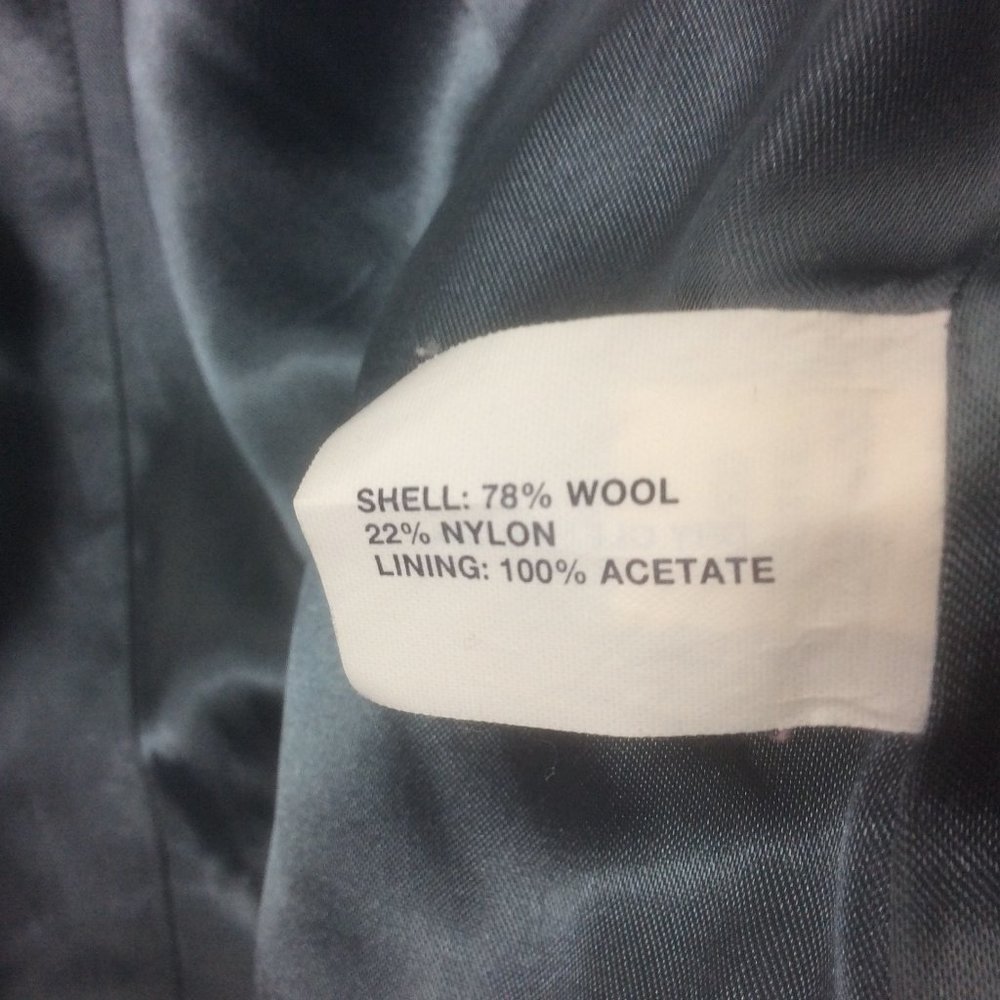 SHELL: 78% WOOL
22% NYLON
LINING: 100% ACETATE